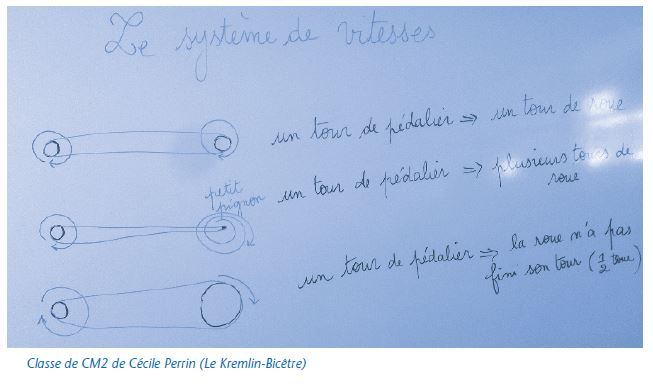 Le système de vitesses
un tour de pédalier ⇒ un tour de roue
petit
pignon
un tour de pédalier ⇒ plusieurs tours de
roue
un tour de pédalier ⇒ la roue n'a pas
fini son tour (1/2 tour)
Classe de CM2 de Cécile Perrin (Le Kremlin-Bicêtre)